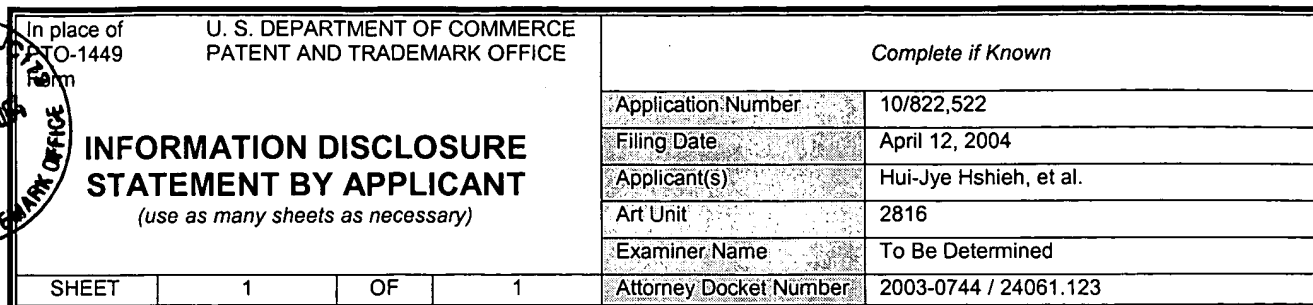 In place of
PTO-1449
Form
U. S. DEPARTMENT OF COMMERCE
PATENT AND TRADEMARK OFFICE
INFORMATION DISCLOSURE
STATEMENT BY APPLICANT
(use as many sheets as necessary)
SHEET 1 OF 1
Complete if Known
Application Number 10/822,522
Filing Date April 12, 2004
Applicant(s) Hui-Jye Hshieh, et al.
Art Unit 2816
Examiner Name To Be Determined
Attorney Docket Number 2003-0744 / 24061.123
MARK OFFICE